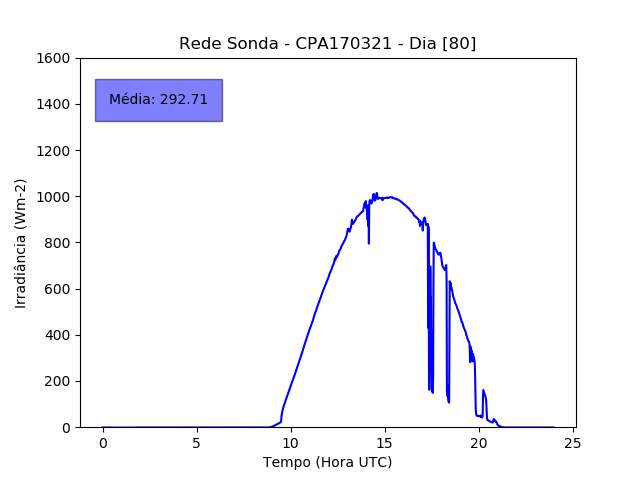 Rede Sonda - CPA170321 - Dia [80]
1600
1400
1200
1000
800
600
400
200
0
Irradiância (Wm-2)
Média: 292.71
0 5 10 15 20 25
Tempo (Hora UTC)